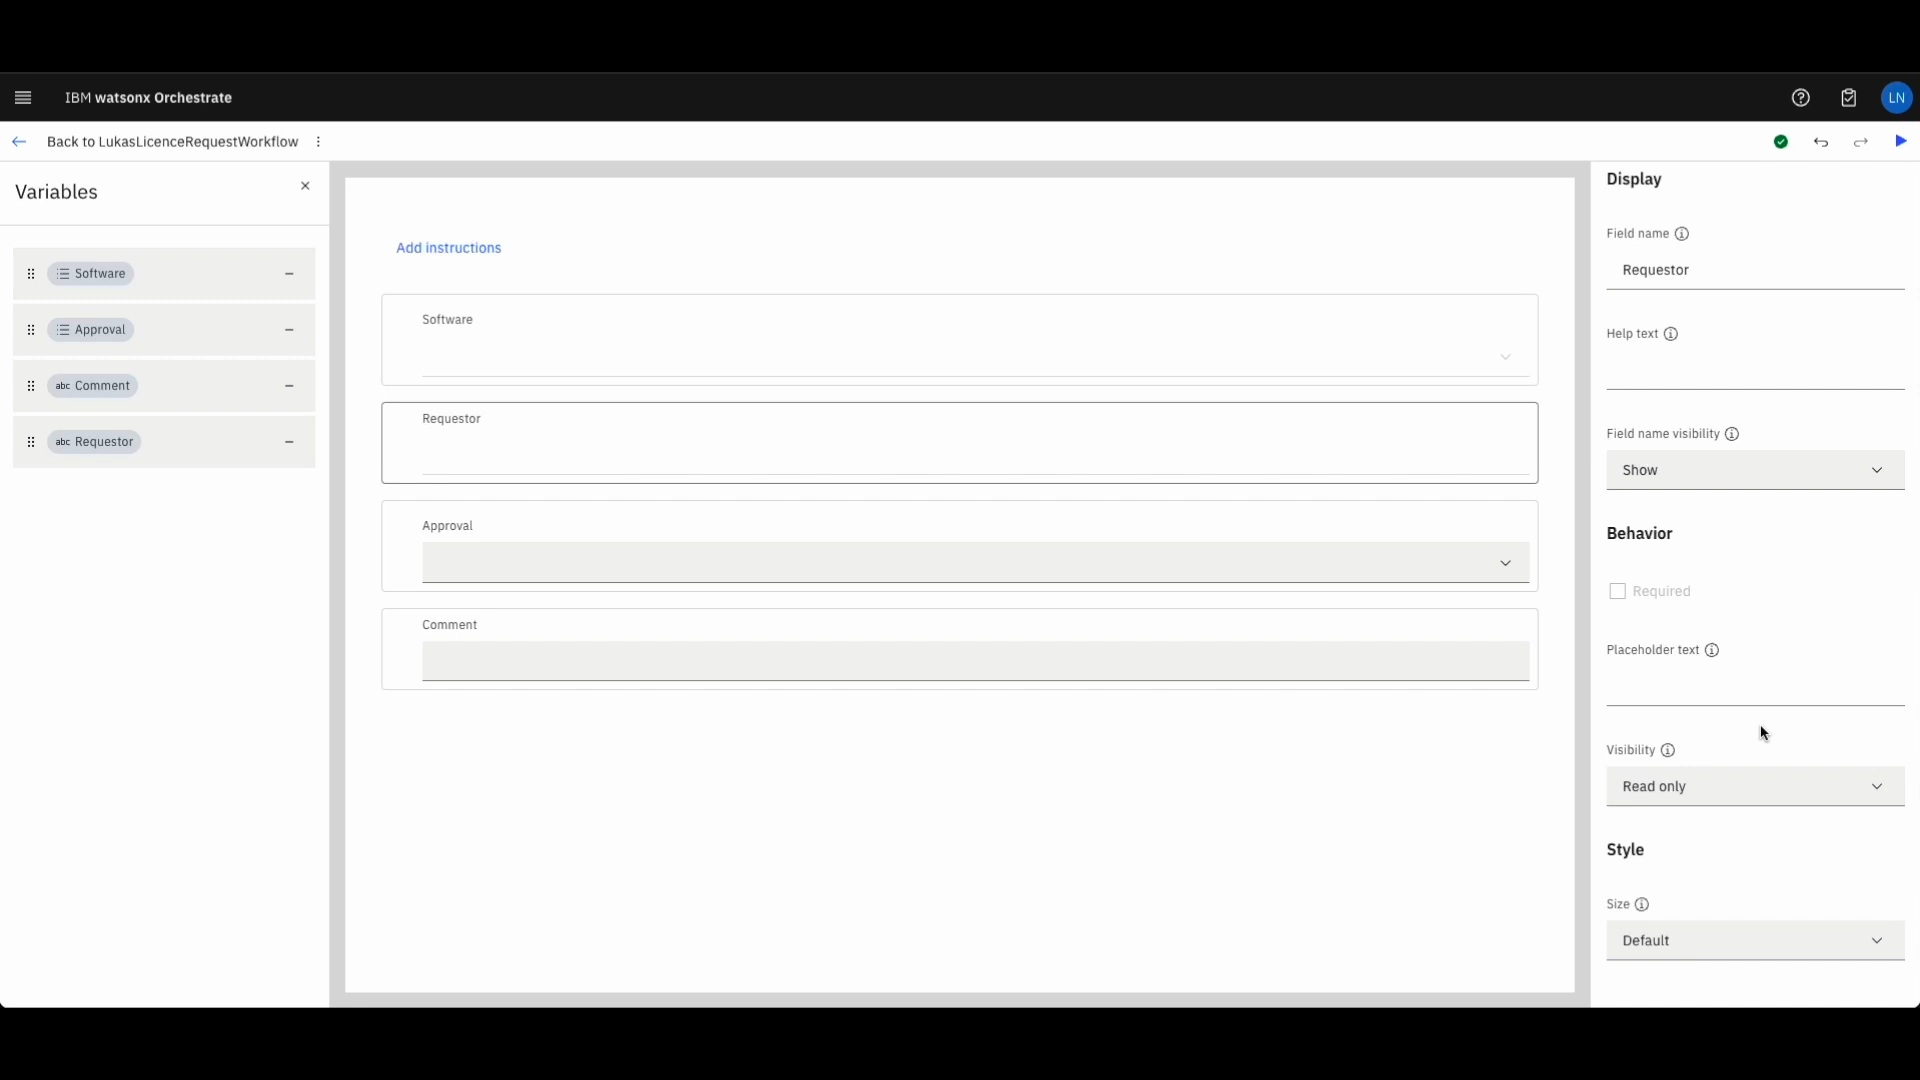 IBM watsonx Orchestrate
LN
Back to LukasLicenceRequestWorkflow
Variables
Software
Approval
abc Comment
abc Requestor
Add instructions
Software
Requestor
Approval
Comment
Display
Field name
Requestor
Help text
Field name visibility
Show
Behavior
Required
Placeholder text
Visibility
Read only
Style
Size
Default